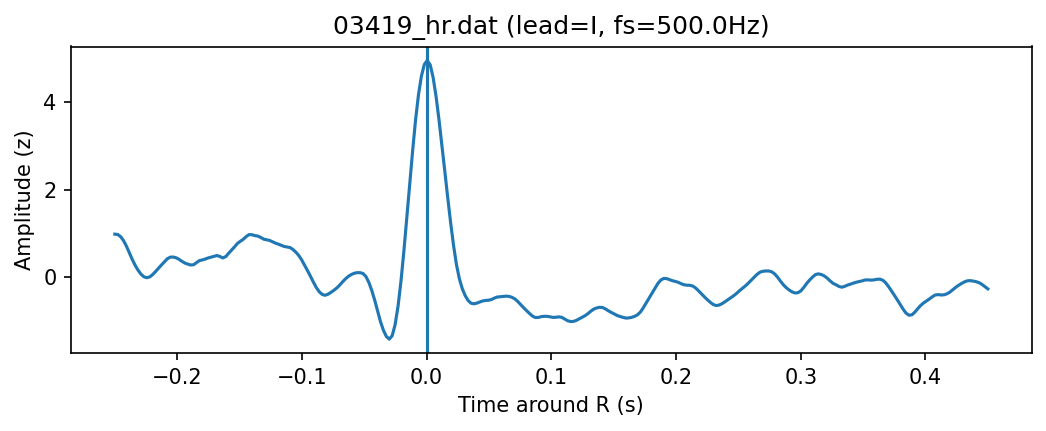 03419_hr.dat (lead=I, fs=500.0Hz)
Amplitude (z)
4
2
0
−0.2 −0.1 0.0 0.1 0.2 0.3 0.4
Time around R (s)